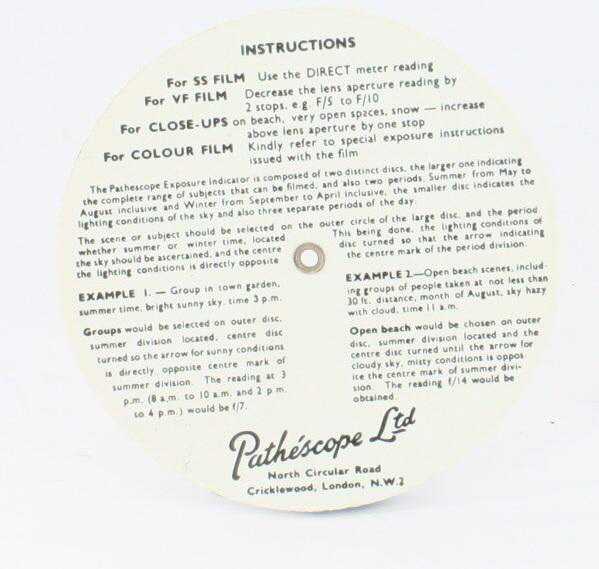 INSTRUCTIONS
For SS FILM Use the DIRECT meter reading
For VF FILM Decrease the lens aperture reading by
2 stops, e.g. F/5 to F/10
For CLOSE-UPS on beach, very open spaces, snow — increase
above lens aperture by one stop
For COLOUR FILM Kindly refer to special exposure instructions
issued with the film
The Pathescope Exposure Indicator is composed of two distinct discs, the larger one indicating
the complete range of subjects that can be filmed, and also two periods. Summer from May to
August inclusive and Winter from September to April inclusive, the smaller disc indicates the
lighting conditions of the sky and also three separate periods of the day.
The scene or subject should be selected on the outer circle of the large disc, and the period
whether summer or winter time, located. This being done, the lighting conditions of
the sky should be ascertained, and the centre disc turned so that the arrow indicating
the lighting conditions is directly opposite the centre mark of the period division.
EXAMPLE 1. — Group in town garden,
summer time, bright sunny sky, time 3 p.m.
Groups would be selected on outer disc,
summer division located, centre disc
turned so the arrow for sunny conditions
is directly opposite centre mark of
summer division. The reading at 3
p.m. (8 a.m. to 10 a.m. and 2 p m.
to 4 p.m.) would be f/7.
EXAMPLE 2.—Open beach scenes, includ-
ing groups of people taken at not less than
30 ft. distance, month of August, sky hazy
with cloud, time 11 a.m.
Open beach would be chosen on outer
disc, summer division located and the
centre disc turned until the arrow for
cloudy sky, misty conditions is oppos-
ite the centre mark of summer divi-
sion. The reading f/14 would be
obtained.
Pathéscope Ltd
North Circular Road
Cricklewood, London, N.W.2